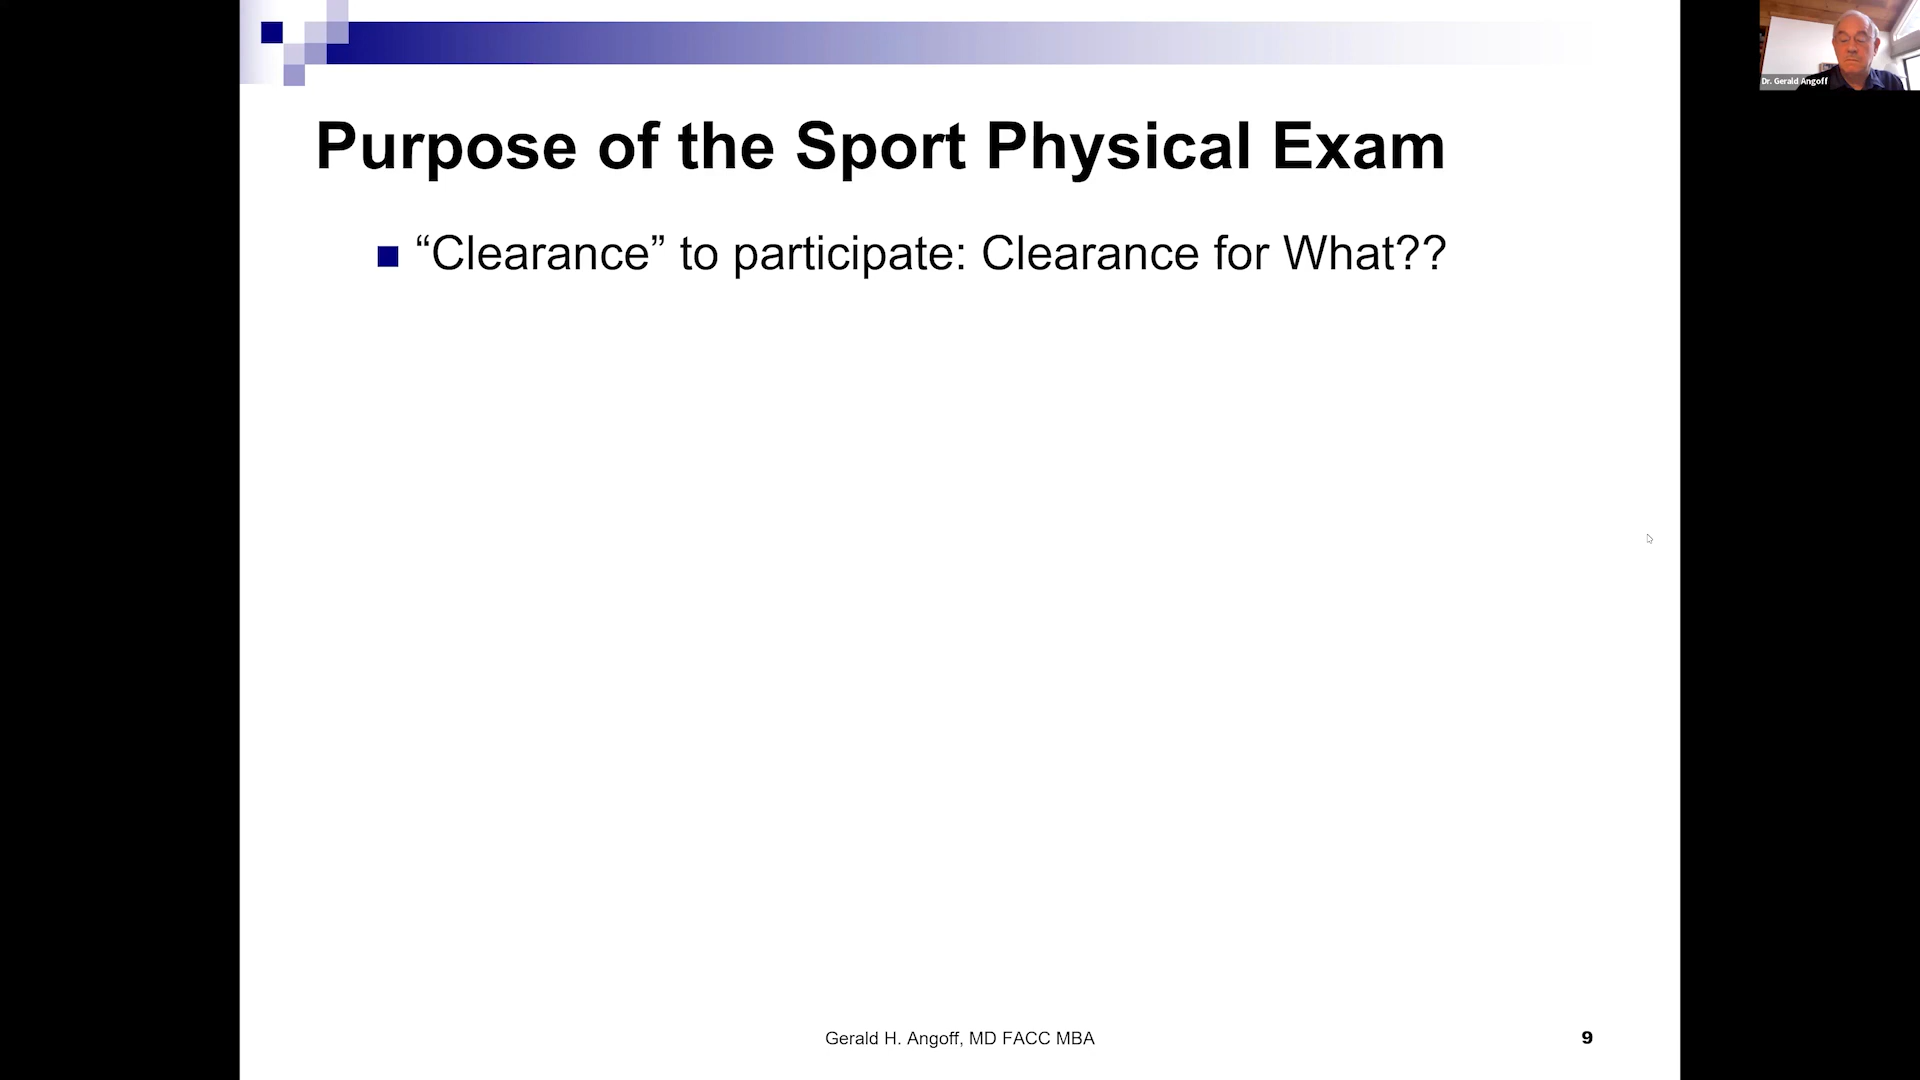 Dr. Gerald Angoff
Purpose of the Sport Physical Exam
“Clearance” to participate: Clearance for What??
Gerald H. Angoff, MD FACC MBA
9